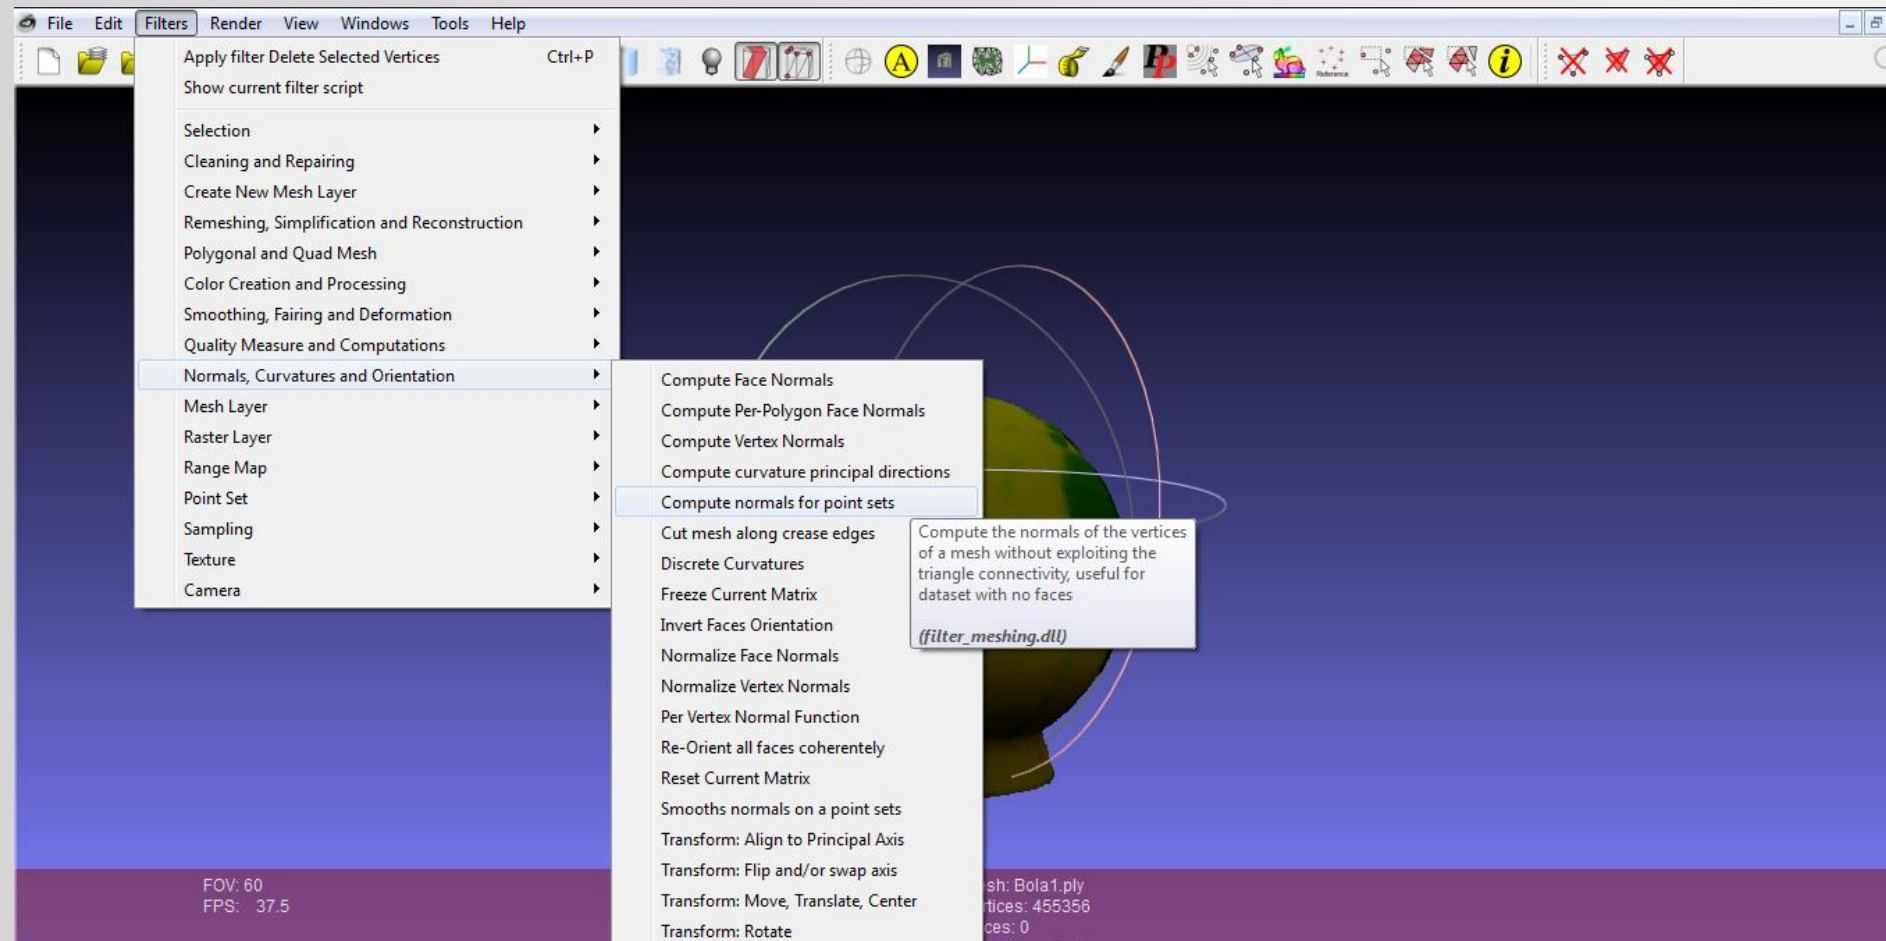 File Edit Filters Render View Windows Tools Help
Apply filter Delete Selected Vertices Ctrl+P
Show current filter script
Selection
Cleaning and Repairing
Create New Mesh Layer
Remeshing, Simplification and Reconstruction
Polygonal and Quad Mesh
Color Creation and Processing
Smoothing, Fairing and Deformation
Quality Measure and Computations
Normals, Curvatures and Orientation
Mesh Layer
Raster Layer
Range Map
Point Set
Sampling
Texture
Camera
Compute Face Normals
Compute Per-Polygon Face Normals
Compute Vertex Normals
Compute curvature principal directions
Compute normals for point sets
Cut mesh along crease edges
Discrete Curvatures
Freeze Current Matrix
Invert Faces Orientation
Normalize Face Normals
Normalize Vertex Normals
Per Vertex Normal Function
Re-Orient all faces coherentely
Reset Current Matrix
Smooths normals on a point sets
Transform: Align to Principal Axis
Transform: Flip and/or swap axis
Transform: Move, Translate, Center
Transform: Rotate
Compute the normals of the vertices
of a mesh without exploiting the
triangle connectivity, useful for
dataset with no faces
(filter_meshing.dll)
A
Pp
Reference
i
FOV: 60
FPS: 37.5
sh: Bola1.ply
rtices: 455356
ces: 0